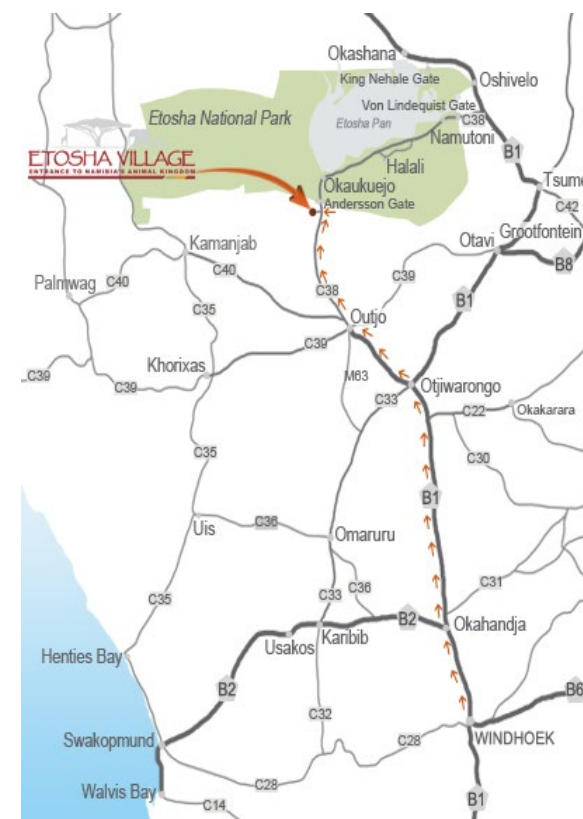 Okashana
King Nehale Gate
Oshivelo
Von Lindequist Gate
C38
Etosha National Park
Etosha Pan
Namutoni
B1
Halali
ETOSHA VILLAGE
ENTRANCE TO NAMIBIA'S ANIMAL KINGDOM
Okaukuejo
Andersson Gate
Tsume
C42
Kamanjab
Otavi
Grootfontein
B8
C40
C39
Palmwag
C40
C38
B1
C35
Outjo
C39
Khorixas
M63
C39
C39
Otjiwarongo
C33
C22
Okakarara
C35
C30
B1
Uis
C36
Omaruru
C31
C36
C35
C33
B2
Okahandja
Usakos
Karibib
Henties Bay
B2
B6
C32
Swakopmund
C28
WINDHOEK
C28
Walvis Bay
C14
B1